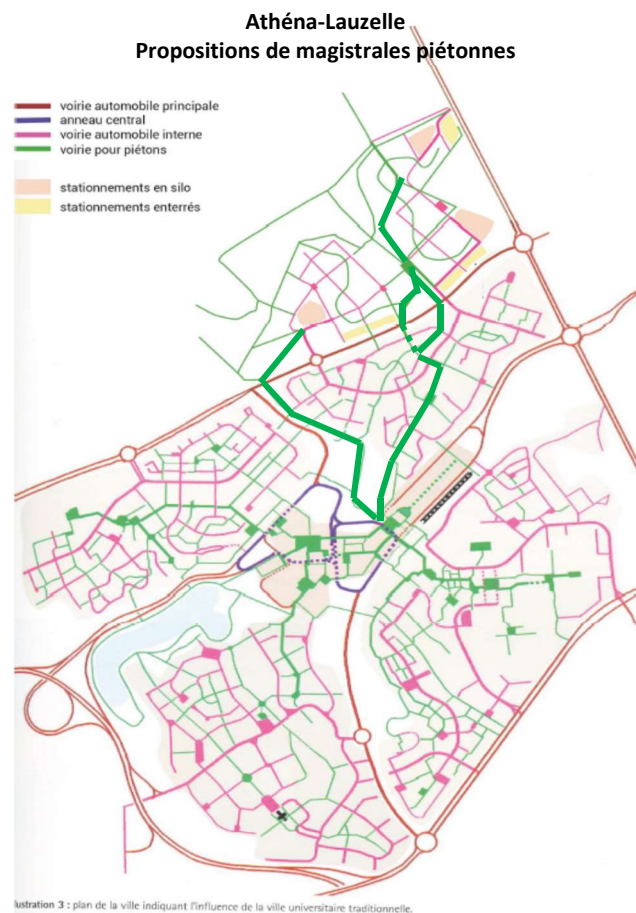 Athéna-Lauzelle
Propositions de magistrales piétonnes
voirie automobile principale
anneau central
voirie automobile interne
voirie pour piétons
stationnements en silo
stationnements enterrés
lustration 3 : plan de la ville indiquant l'influence de la ville universitaire traditionnelle.